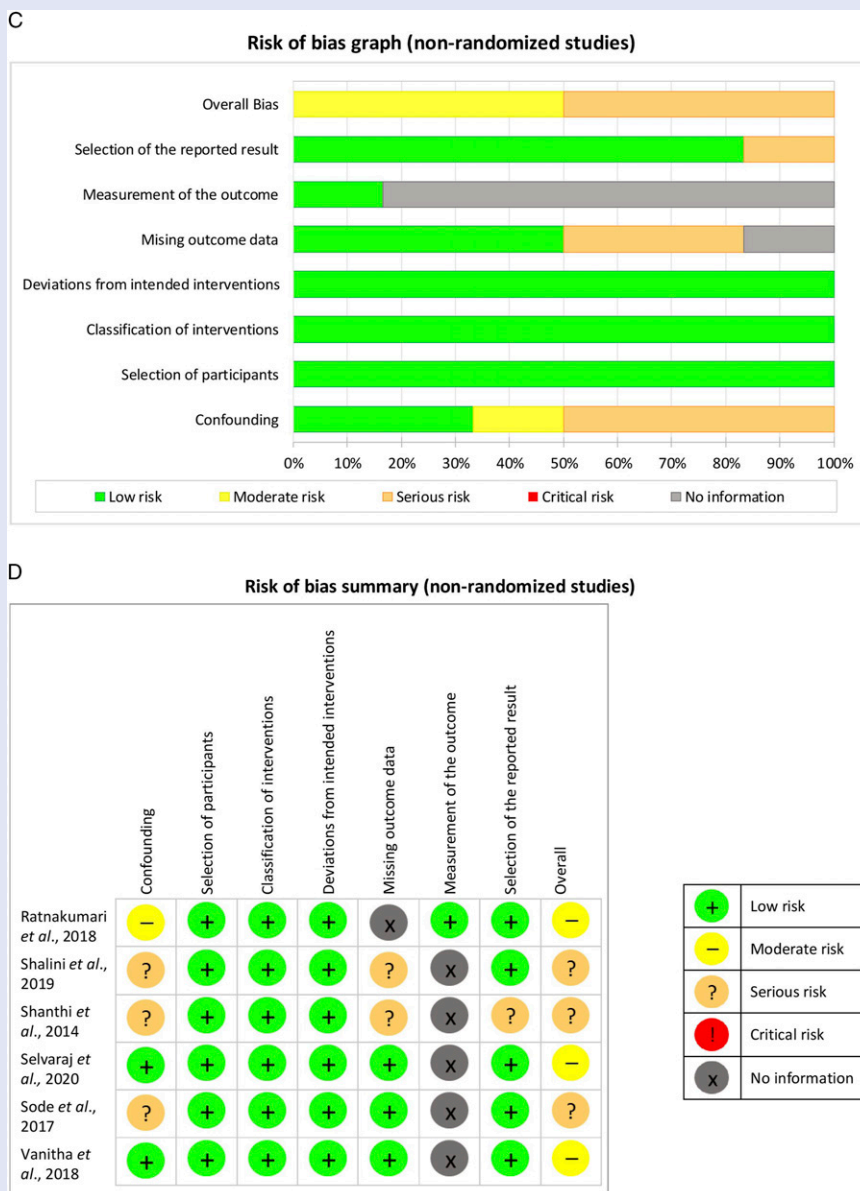 C
Risk of bias graph (non-randomized studies)
Overall Bias
Selection of the reported result
Measurement of the outcome
Mising outcome data
Deviations from intended interventions
Classification of interventions
Selection of participants
Confounding
0% 10% 20% 30% 40% 50% 60% 70% 80% 90% 100%
Low risk Moderate risk Serious risk Critical risk No information
D
Risk of bias summary (non-randomized studies)
Confounding
Selection of participants
Classification of interventions
Deviations from intended interventions
Missing outcome data
Measurement of the outcome
Selection of the reported result
Overall
Ratnakumari
et al., 2018
− + + + x + + −
Shalini et al.,
2019
? + + + ? x + ?
Shanthi et
al., 2014
? + + + ? x ? ?
Selvaraj et
al., 2020
+ + + + + x + −
Sode et al.,
2017
? + + + + x + ?
Vanitha et
al., 2018
+ + + + + x + −
+ Low risk
− Moderate risk
? Serious risk
! Critical risk
x No information